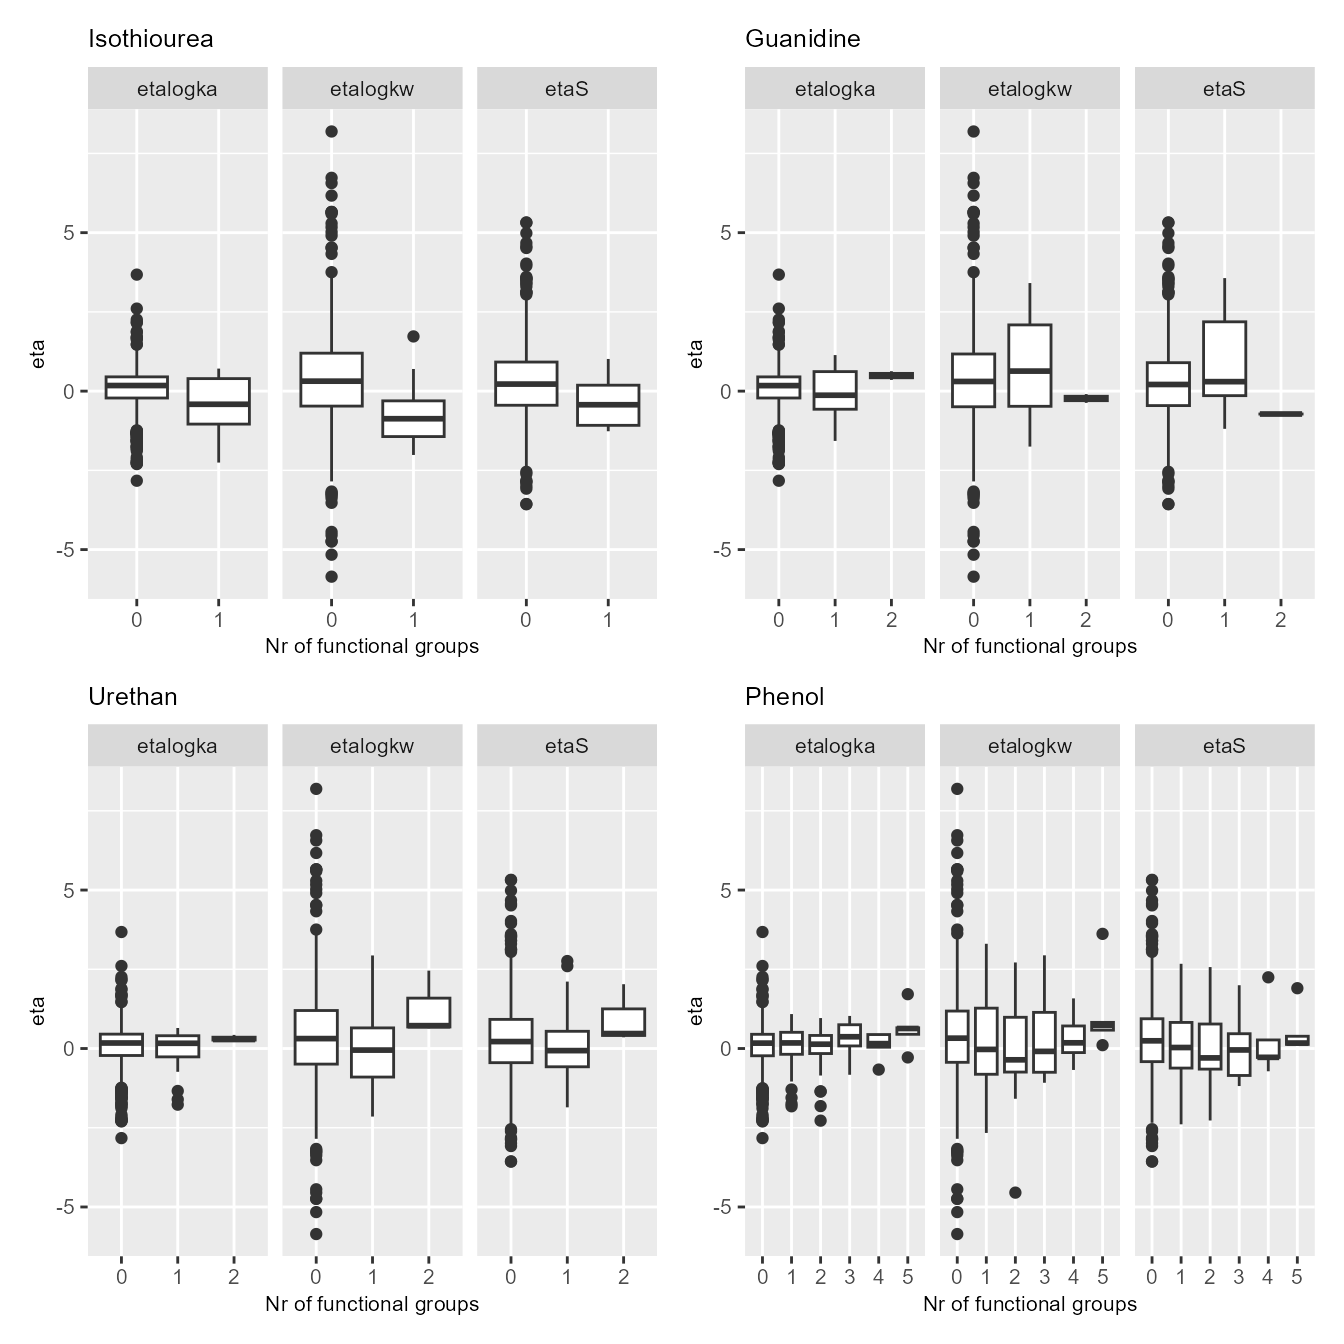 Isothiourea
etalogka etalogkw etaS
eta
5
0
-5
0 1 0 1 0 1
Nr of functional groups
Guanidine
etalogka etalogkw etaS
eta
5
0
-5
0 1 2 0 1 2 0 1 2
Nr of functional groups
Urethan
etalogka etalogkw etaS
eta
5
0
-5
0 1 2 0 1 2 0 1 2
Nr of functional groups
Phenol
etalogka etalogkw etaS
eta
5
0
-5
0 1 2 3 4 5 0 1 2 3 4 5 0 1 2 3 4 5
Nr of functional groups